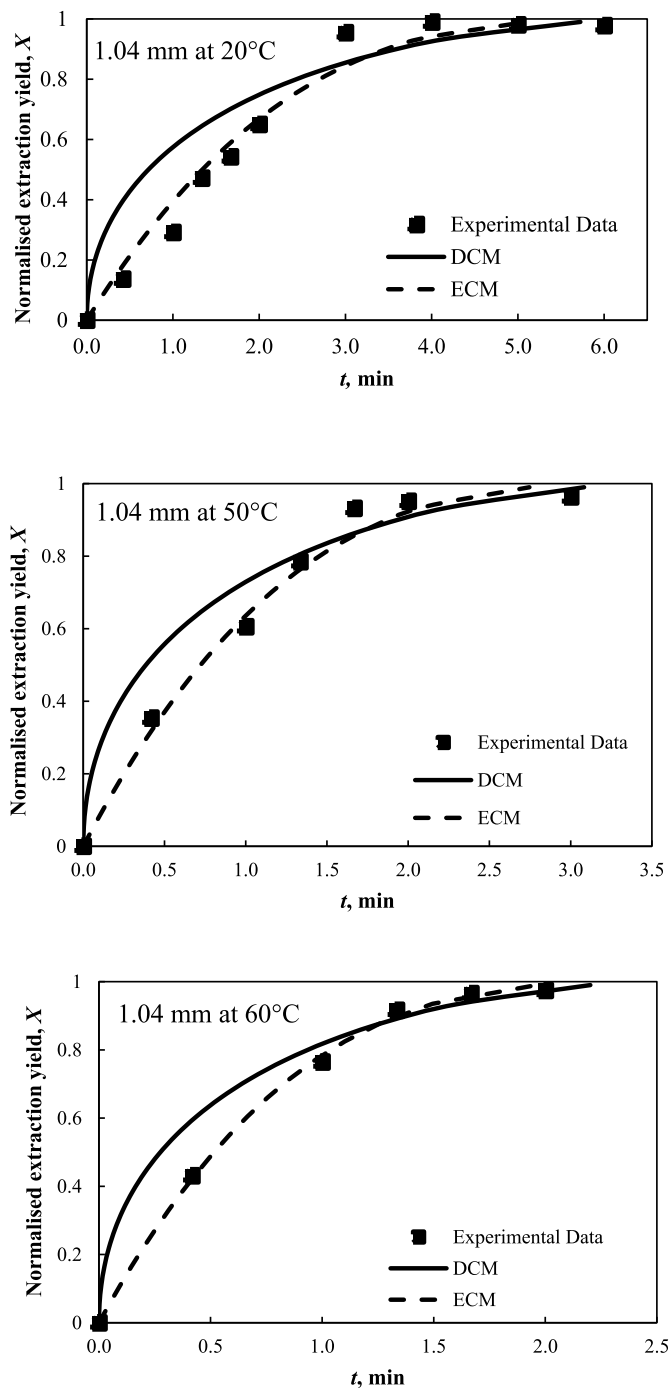 1.04 mm at 20°C
Normalised extraction yield, X
1
0.8
0.6
0.4
0.2
0
0.0 1.0 2.0 3.0 4.0 5.0 6.0
t, min
Experimental Data
DCM
ECM
1.04 mm at 50°C
Normalised extraction yield, X
1
0.8
0.6
0.4
0.2
0
0.0 0.5 1.0 1.5 2.0 2.5 3.0 3.5
t, min
Experimental Data
DCM
ECM
1.04 mm at 60°C
Normalised extraction yield, X
1
0.8
0.6
0.4
0.2
0
0.0 0.5 1.0 1.5 2.0 2.5
t, min
Experimental Data
DCM
ECM